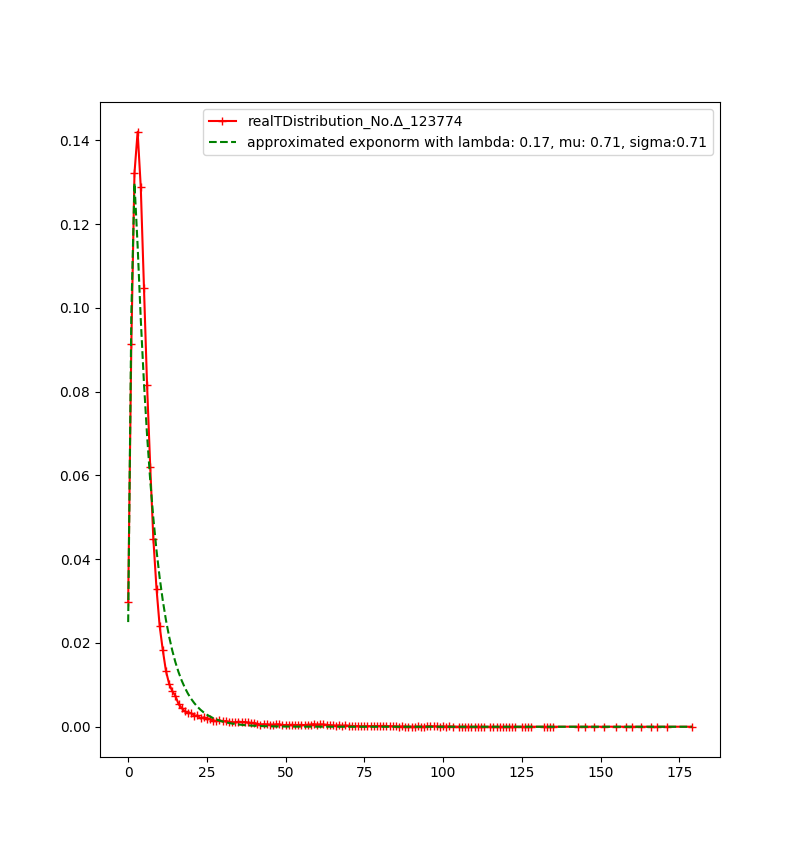 realTDistribution_No.Δ_123774
approximated exponorm with lambda: 0.17, mu: 0.71, sigma:0.71
0.14
0.12
0.10
0.08
0.06
0.04
0.02
0.00
0 25 50 75 100 125 150 175